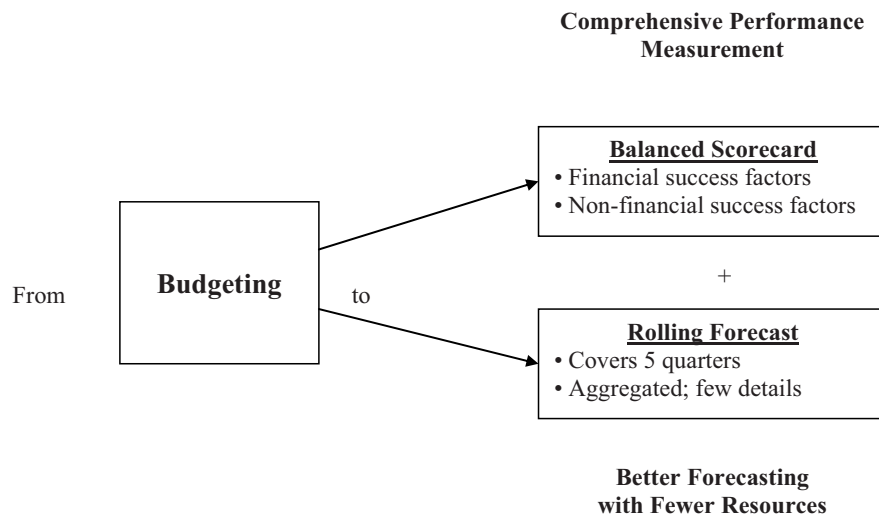 Comprehensive Performance
Measurement
Balanced Scorecard
• Financial success factors
• Non-financial success factors
From
Budgeting
to
+
Rolling Forecast
• Covers 5 quarters
• Aggregated; few details
Better Forecasting
with Fewer Resources